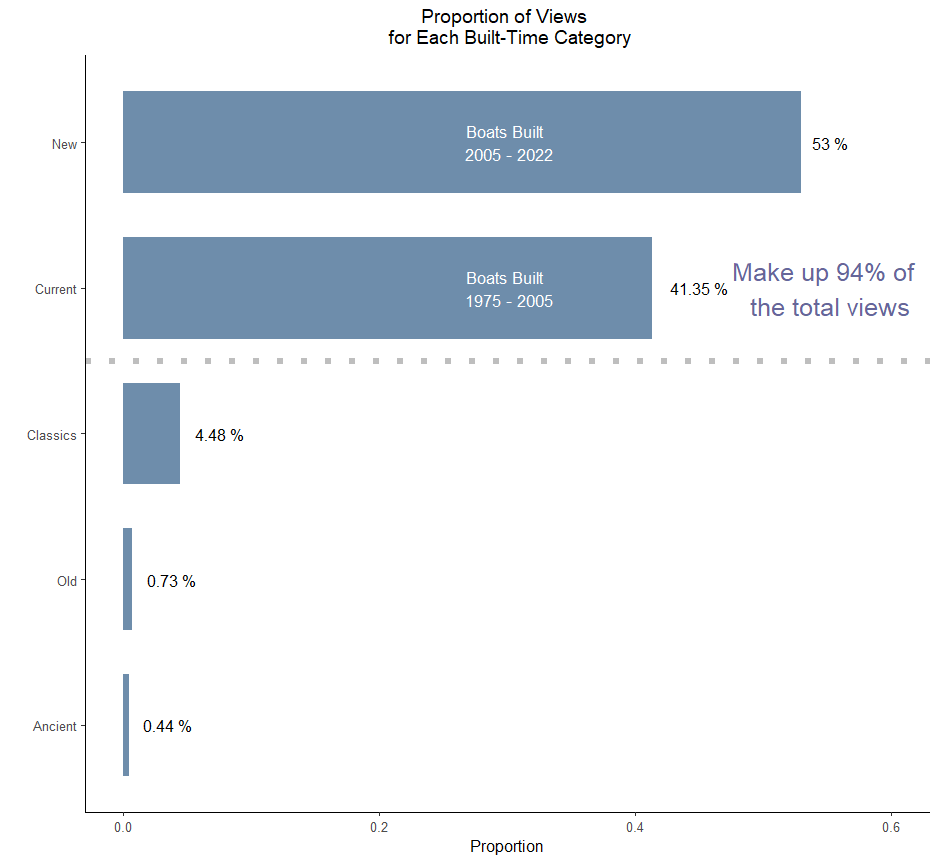 Proportion of Views
for Each Built-Time Category
New
Boats Built
2005 - 2022
53 %
Current
Boats Built
1975 - 2005
41.35 %
Make up 94% of
the total views
Classics
4.48 %
Old
0.73 %
Ancient
0.44 %
0.0
0.2
0.4
0.6
Proportion